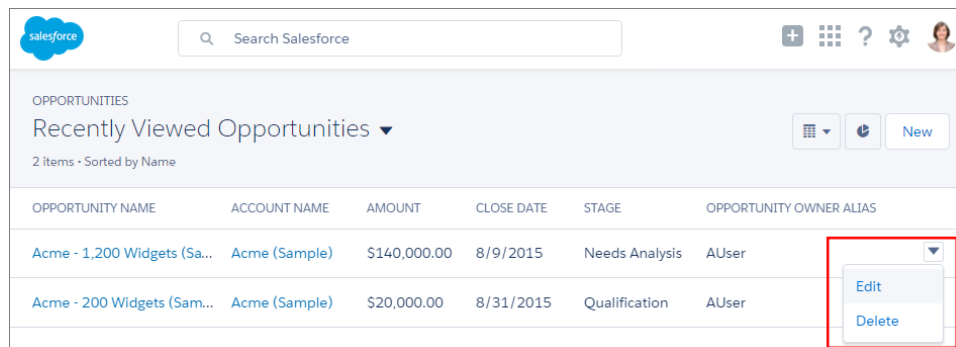 salesforce
Search Salesforce
OPPORTUNITIES
Recently Viewed Opportunities
New
2 items • Sorted by Name
OPPORTUNITY NAME ACCOUNT NAME AMOUNT CLOSE DATE STAGE OPPORTUNITY OWNER ALIAS
Acme - 1,200 Widgets (Sa... Acme (Sample) $140,000.00 8/9/2015 Needs Analysis AUser
Edit
Acme - 200 Widgets (Sam... Acme (Sample) $20,000.00 8/31/2015 Qualification AUser
Delete